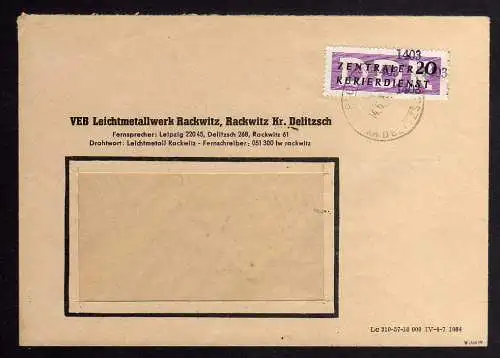 1403
ZENTRALER 20
KURIERDIENST
VEB Leichtmetallwerk Rackwitz, Rackwitz Kr. Delitzsch
Fernsprecher: Leipzig 22045, Delitzsch 268, Rackwitz 61
Drahtwort: Leichtmetall Rackwitz - Fernschreiber: 051 300 lw rackwitz